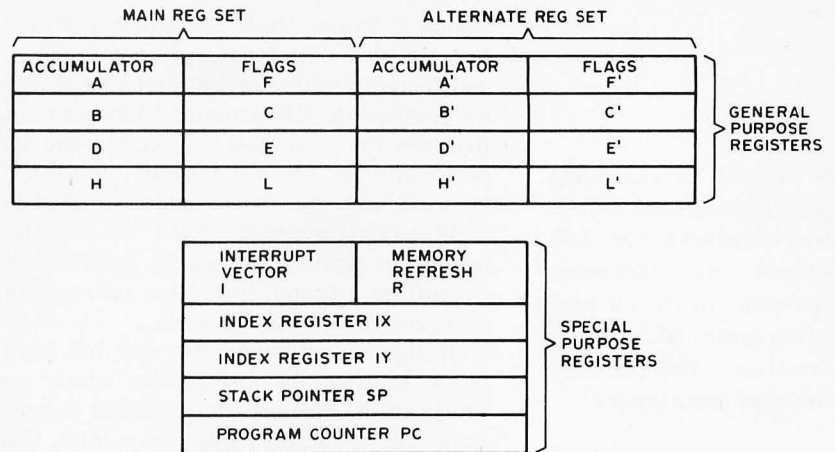 MAIN REG SET
ALTERNATE REG SET
ACCUMULATOR A
FLAGS F
ACCUMULATOR A'
FLAGS F'
B
C
B'
C'
E
D'
E'
H
L
H'
L'
GENERAL
PURPOSE
REGISTERS
INTERRUPT
VECTOR
I
MEMORY
REFRESH
R
INDEX REGISTER IX
INDEX REGISTER IY
STACK POINTER SP
PROGRAM COUNTER PC
SPECIAL
PURPOSE
REGISTERS